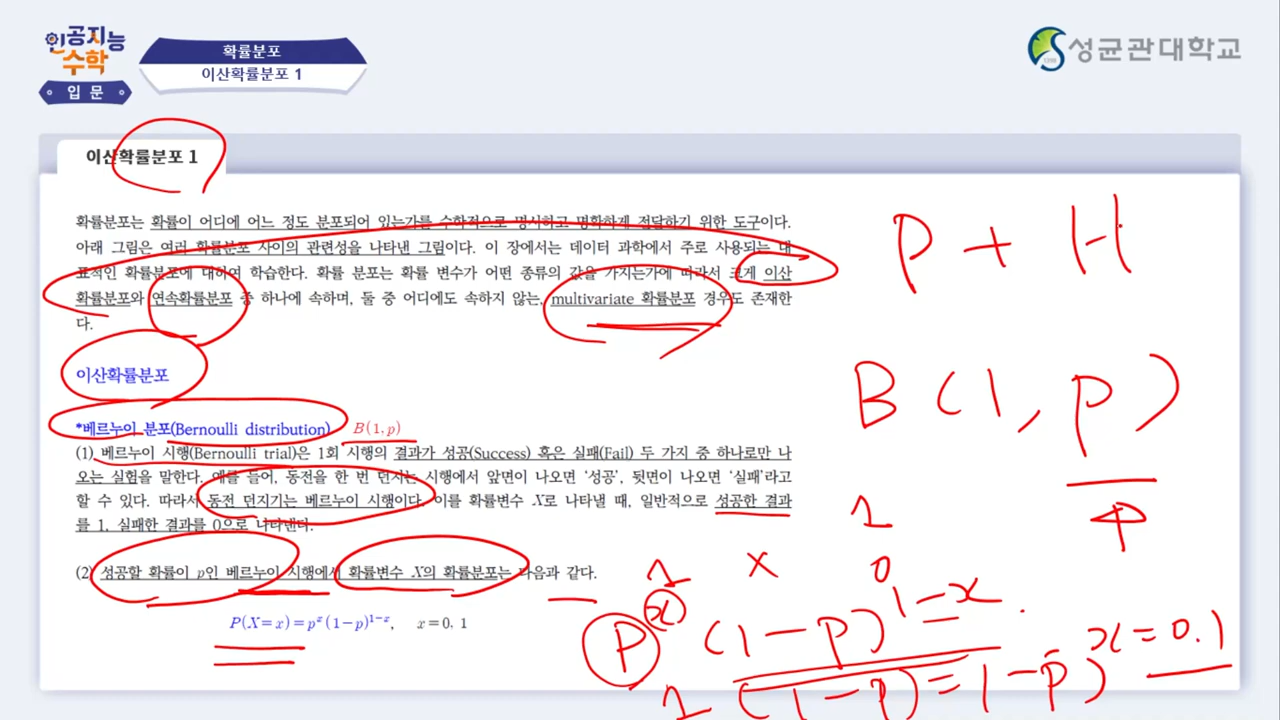 인공지능
수학
입문
확률분포
이산확률분포 1
성균관대학교
이산확률분포 1
확률분포는 확률이 어디에 어느 정도 분포되어 있는가를 수학적으로 명시하고 명확하게 전달하기 위한 도구이다.
아래 그림은 여러 확률분포 사이의 관련성을 나타낸 그림이다. 이 장에서는 데이터 과학에서 주로 사용되는 대
표적인 확률분포에 대하여 학습한다. 확률 분포는 확률 변수가 어떤 종류의 값을 가지는가에 따라서 크게 이산
확률분포와 연속확률분포 중 하나에 속하며, 둘 중 어디에도 속하지 않는, multivariate 확률분포 경우도 존재한
다.
이산확률분포
*베르누이 분포(Bernoulli distribution) B(1, p)
(1) 베르누이 시행(Bernoulli trial)은 1회 시행의 결과가 성공(Success) 혹은 실패(Fail) 두 가지 중 하나로만 나
오는 실험을 말한다. 예를 들어, 동전을 한 번 던지는 시행에서 앞면이 나오면 '성공', 뒷면이 나오면 '실패'라고
할 수 있다. 따라서 동전 던지기는 베르누이 시행이다. 이를 확률변수 X로 나타낼 때, 일반적으로 성공한 결과
를 1, 실패한 결과를 0으로 나타낸다.
(2) 성공할 확률이 p인 베르누이 시행에서 확률변수 X의 확률분포는 다음과 같다.
P(X=x)=p^x(1-p)^{1-x}, x=0. 1
P + H
B(1, p)
1 p
1 x 0
p^x (1-p)^{1-x}. x=0.1
1 (1-p)=1-p